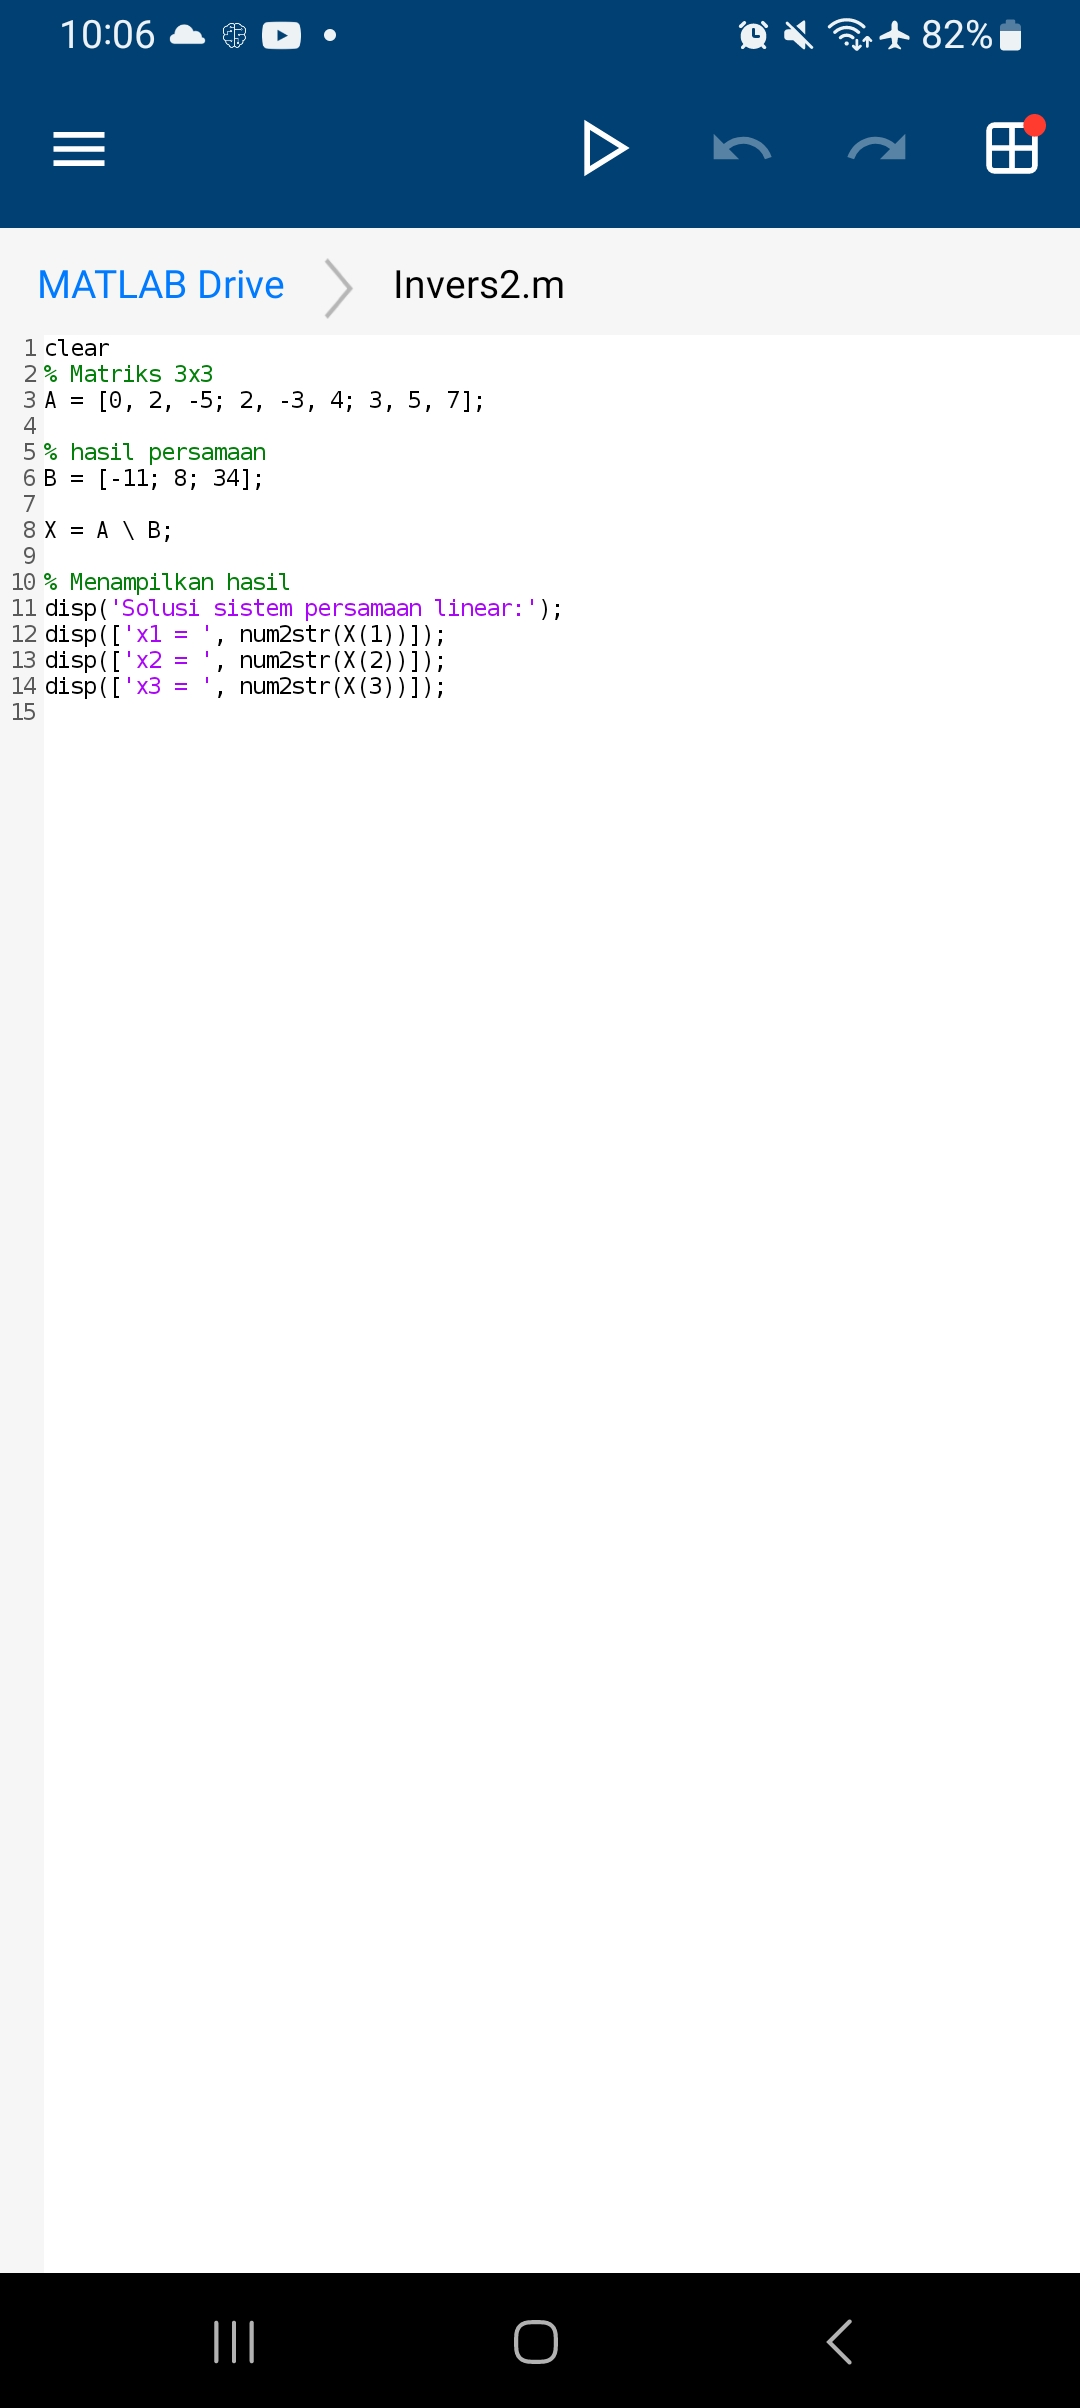 10:06 82%
MATLAB Drive Invers2.m
1 clear
2 % Matriks 3x3
3 A = [0, 2, -5; 2, -3, 4; 3, 5, 7];
4
5 % hasil persamaan
6 B = [-11; 8; 34];
7
8 X = A \ B;
9
10 % Menampilkan hasil
11 disp('Solusi sistem persamaan linear:');
12 disp(['x1 = ', num2str(X(1))]);
13 disp(['x2 = ', num2str(X(2))]);
14 disp(['x3 = ', num2str(X(3))]);
15